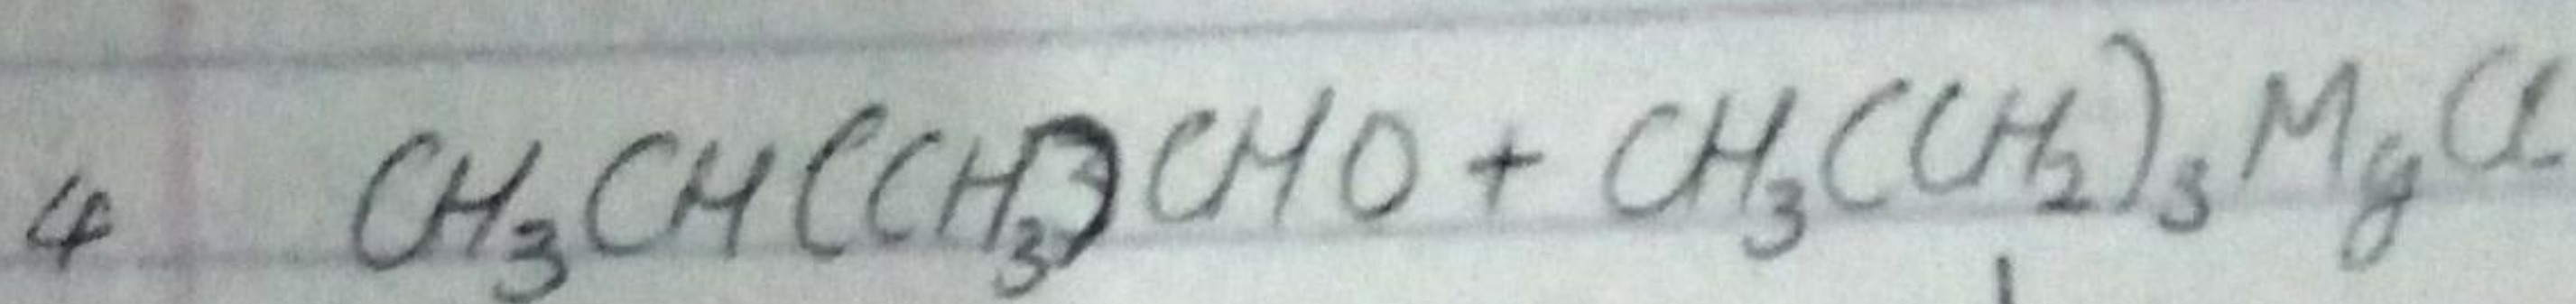 4 CH₃CH(CH₃)CHO + CH₃(CH₂)₃MgCl